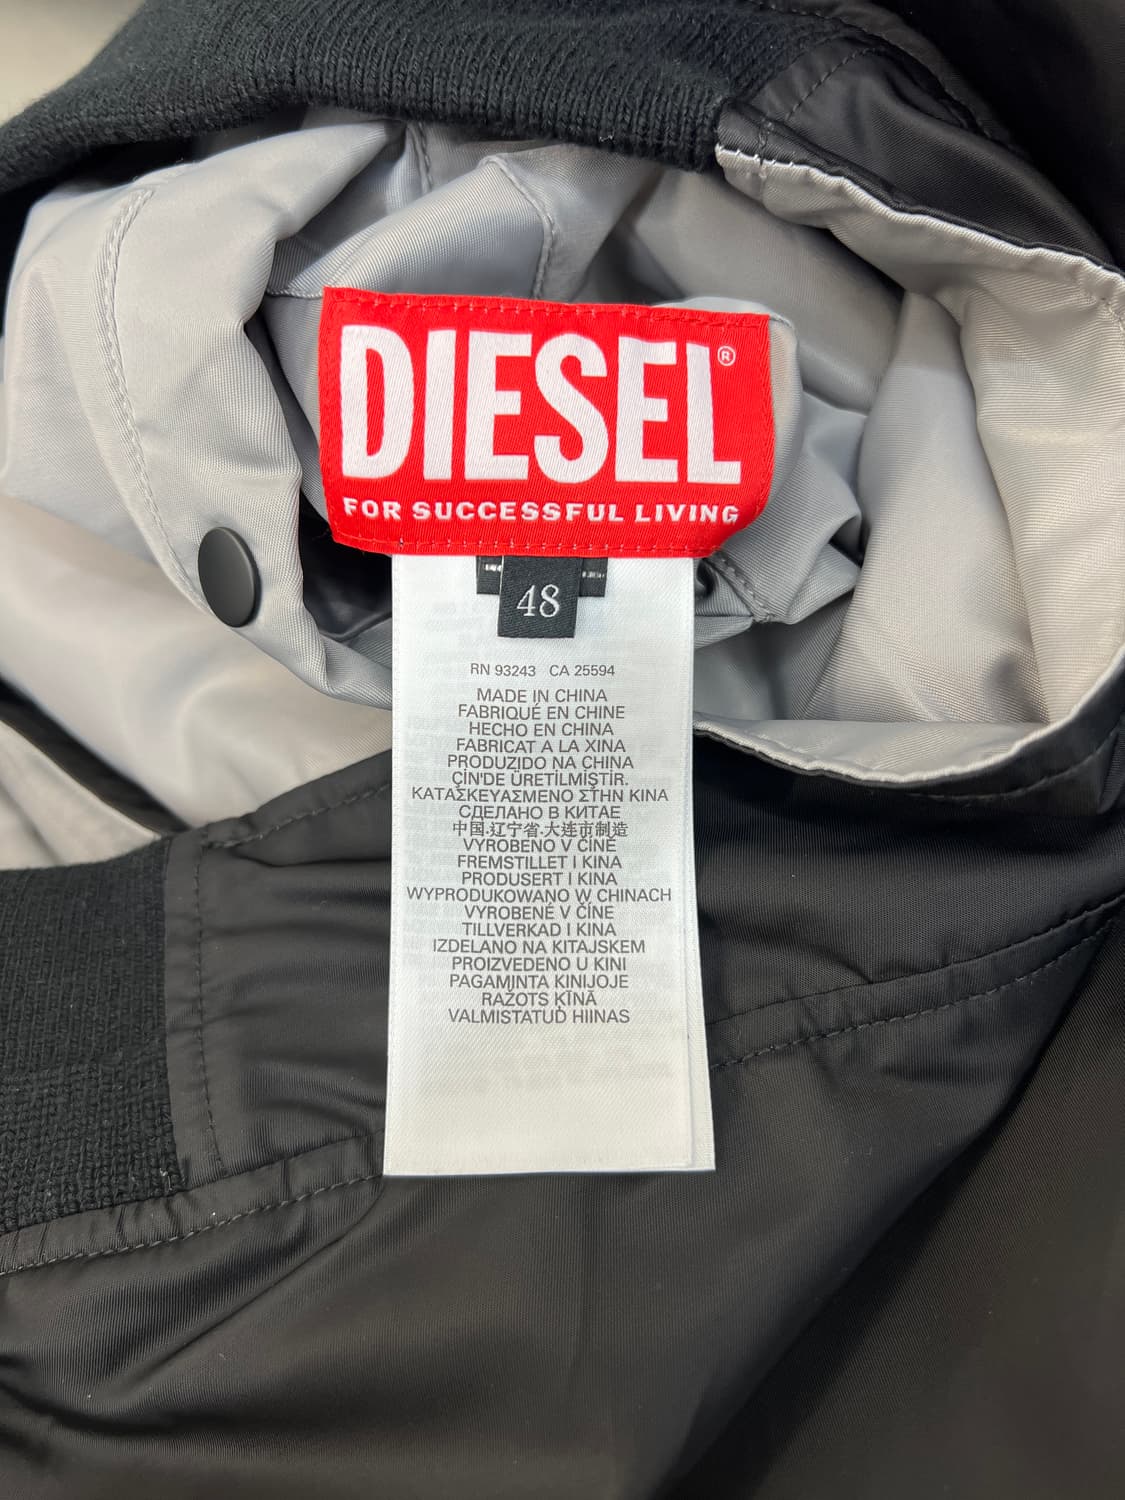 DIESEL®
FOR SUCCESSFUL LIVING
48
RN 93243 CA 25594
MADE IN CHINA
FABRIQUÉ EN CHINE
HECHO EN CHINA
FABRICAT A LA XINA
PRODUZIDO NA CHINA
ÇİN'DE ÜRETİLMİŞTİR.
ΚΑΤΑΣΚΕΥΑΣΜΕΝΟ ΣΤΗΝ ΚΙΝΑ
СДЕЛАНО В КИТАЕ
中国.辽宁省.大连市制造
VYROBENO V ČÍNĚ
FREMSTILLET I KINA
PRODUSERT I KINA
WYPRODUKOWANO W CHINACH
VYROBENÉ V ČÍNE
TILLVERKAD I KINA
IZDELANO NA KITAJSKEM
PROIZVEDENO U KINI
PAGAMINTA KINIJOJE
RAŽOTS ĶĪNĀ
VALMISTATUD HIINAS